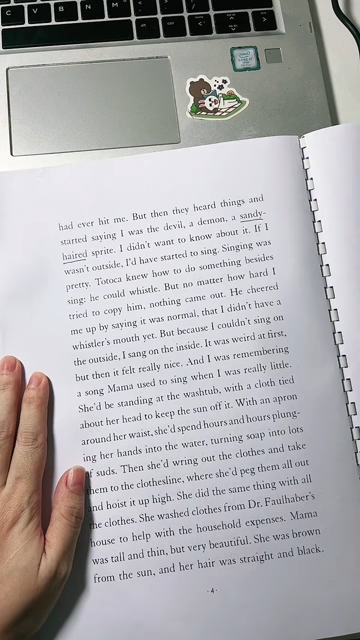 Z X C V B N M
had ever hit me. But then they heard things and
started saying I was the devil, a demon, a sandy-
haired sprite. I didn't want to know about it. If I
wasn't outside, I'd have started to sing. Singing was
pretty. Totoca knew how to do something besides
sing: he could whistle. But no matter how hard I
tried to copy him, nothing came out. He cheered
me up by saying it was normal, that I didn't have a
whistler's mouth yet. But because I couldn't sing on
the outside, I sang on the inside. It was weird at first,
but then it felt really nice. And I was remembering
a song Mama used to sing when I was really little.
She'd be standing at the washtub, with a cloth tied
about her head to keep the sun off it. With an apron
around her waist, she'd spend hours and hours plung-
ing her hands into the water, turning soap into lots
of suds. Then she'd wring out the clothes and take
them to the clothesline, where she'd peg them all out
and hoist it up high. She did the same thing with all
the clothes. She washed clothes from Dr. Faulhaber's
house to help with the household expenses. Mama
was tall and thin, but very beautiful. She was brown
from the sun, and her hair was straight and black.
· 4 ·